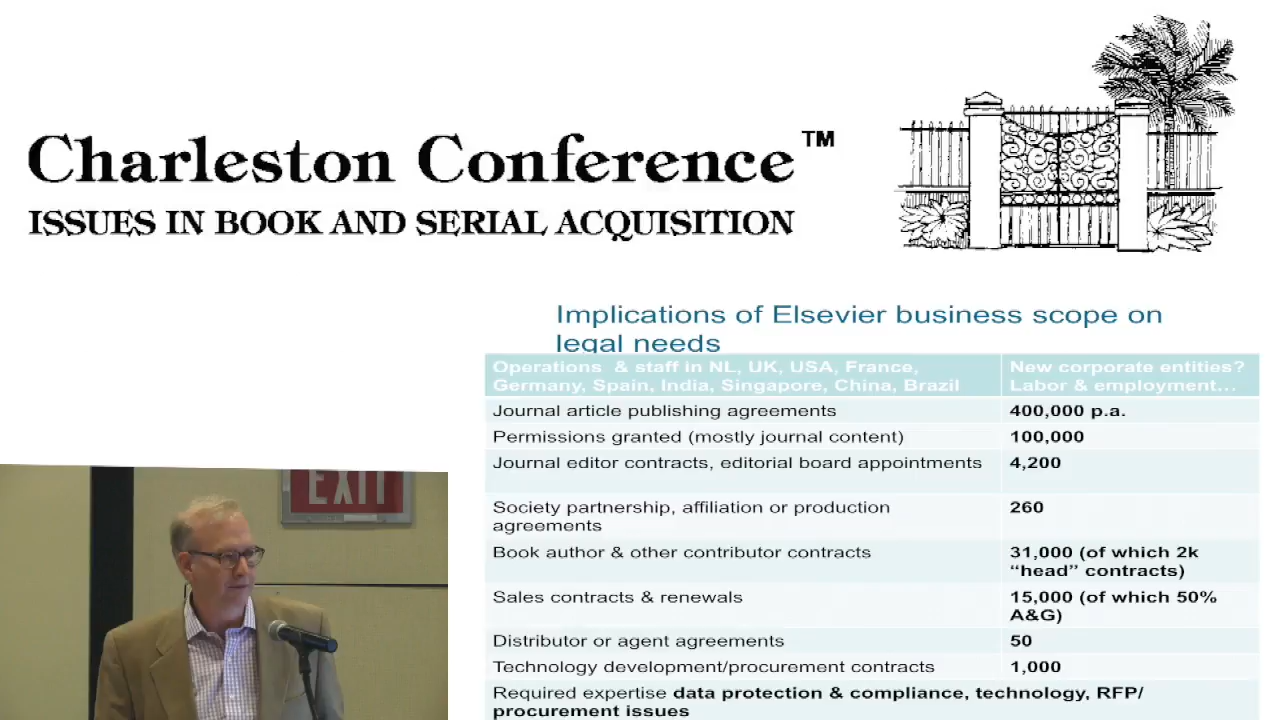 Charleston Conference™
ISSUES IN BOOK AND SERIAL ACQUISITION
Implications of Elsevier business scope on
legal needs
Operations & staff in NL, UK, USA, France,
Germany, Spain, India, Singapore, China, Brazil
New corporate entities?
Labor & employment…
Journal article publishing agreements
400,000 p.a.
Permissions granted (mostly journal content)
100,000
Journal editor contracts, editorial board appointments
4,200
Society partnership, affiliation or production
agreements
260
Book author & other contributor contracts
31,000 (of which 2k
“head” contracts)
Sales contracts & renewals
15,000 (of which 50%
A&G)
Distributor or agent agreements
50
Technology development/procurement contracts
1,000
Required expertise data protection & compliance, technology, RFP/
procurement issues
EXIT